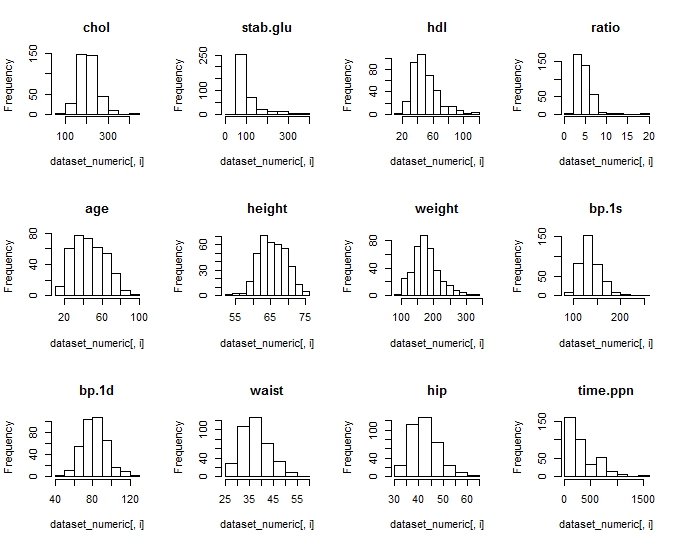 chol stab.glu hdl ratio
Frequency 0 50 150 Frequency 0 100 250 Frequency 0 40 80 Frequency 0 50 150
100 300 0 100 300 20 60 100 0 5 10 15 20
dataset_numeric[, i] dataset_numeric[, i] dataset_numeric[, i] dataset_numeric[, i]
age height weight bp.1s
Frequency 0 40 80 Frequency 0 30 60 Frequency 0 40 80 Frequency 0 50 150
20 60 100 55 65 75 100 200 300 100 200
dataset_numeric[, i] dataset_numeric[, i] dataset_numeric[, i] dataset_numeric[, i]
bp.1d waist hip time.ppn
Frequency 0 40 80 Frequency 0 40 100 Frequency 0 40 100 Frequency 0 50 150
40 80 120 25 35 45 55 30 40 50 60 0 500 1500
dataset_numeric[, i] dataset_numeric[, i] dataset_numeric[, i] dataset_numeric[, i]